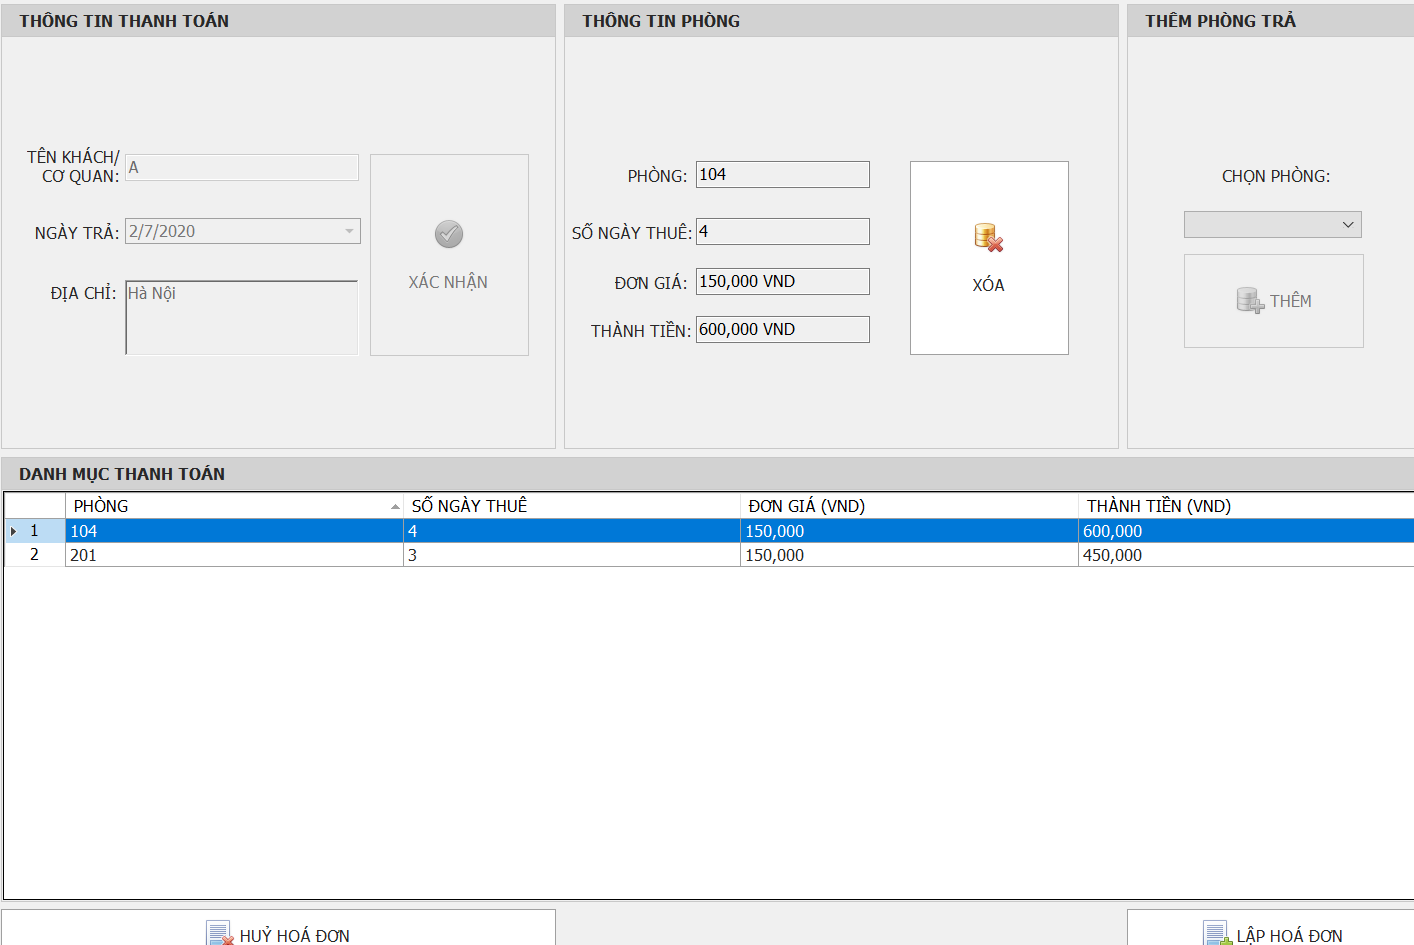 THÔNG TIN THANH TOÁN
TÊN KHÁCH/
CƠ QUAN:
A
NGÀY TRẢ:
2/7/2020
ĐỊA CHỈ:
Hà Nội
XÁC NHẬN
THÔNG TIN PHÒNG
PHÒNG:
104
SỐ NGÀY THUÊ:
4
ĐƠN GIÁ:
150,000 VND
THÀNH TIỀN:
600,000 VND
XÓA
THÊM PHÒNG TRẢ
CHỌN PHÒNG:
THÊM
DANH MỤC THANH TOÁN
PHÒNG SỐ NGÀY THUÊ ĐƠN GIÁ (VND) THÀNH TIỀN (VND)
1 104 4 150,000 600,000
2 201 3 150,000 450,000
HUỶ HOÁ ĐƠN
LẬP HOÁ ĐƠN